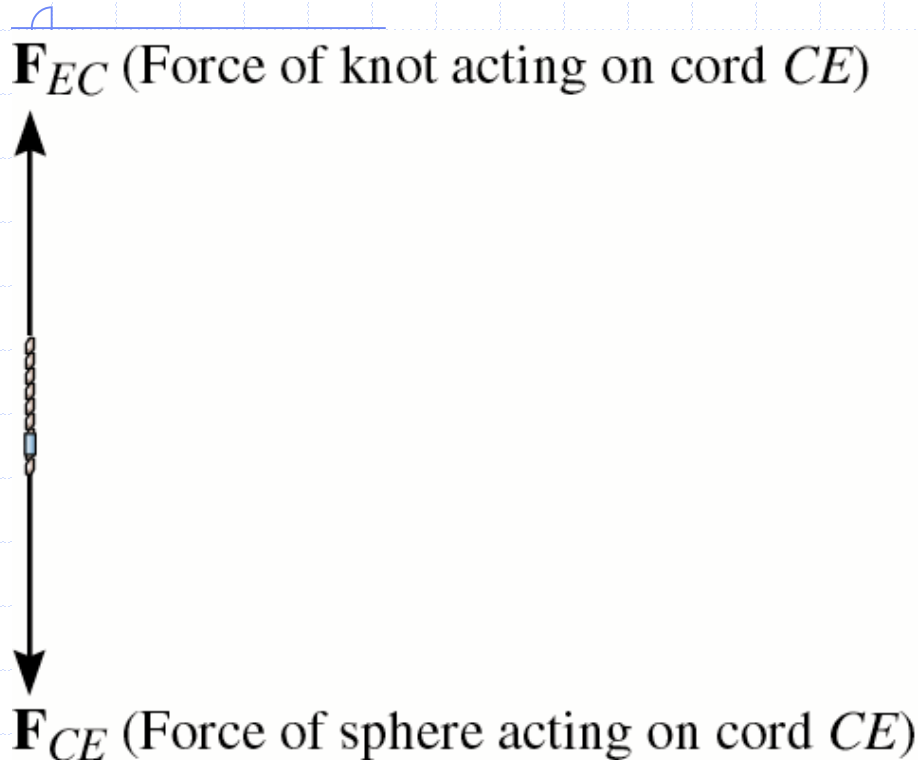 F_EC (Force of knot acting on cord CE)
F_CE (Force of sphere acting on cord CE)